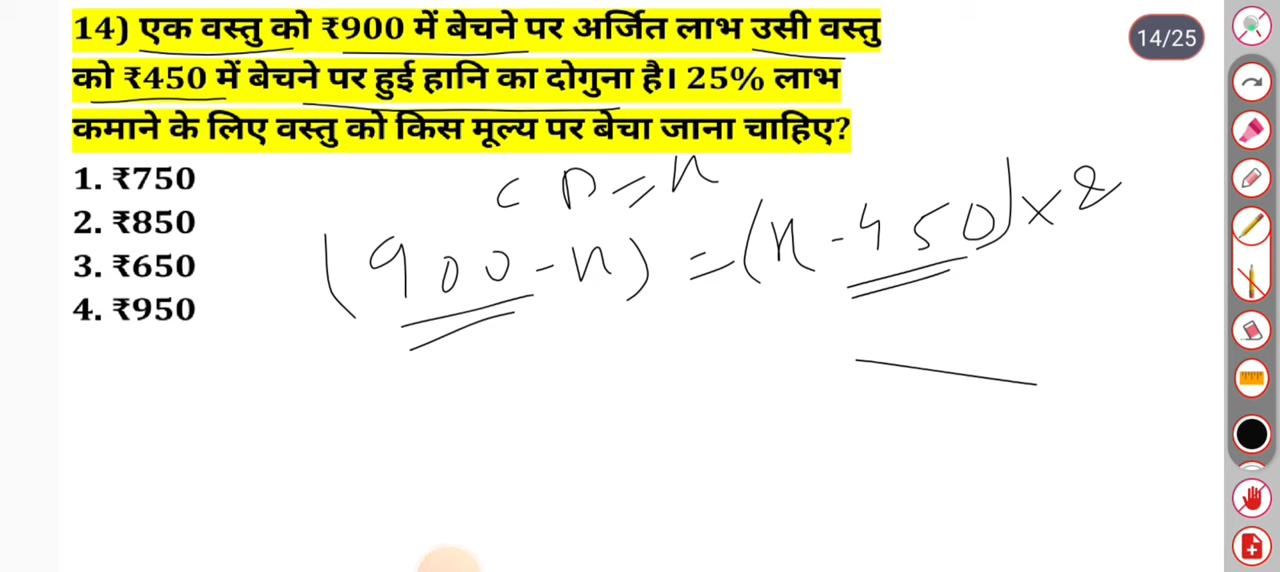 14) एक वस्तु को ₹900 में बेचने पर अर्जित लाभ उसी वस्तु
14/25
को ₹450 में बेचने पर हुई हानि का दोगुना है। 25% लाभ
कमाने के लिए वस्तु को किस मूल्य पर बेचा जाना चाहिए?
1. ₹750
CP = x
2. ₹850
(900 - x) = (x - 450) × 2
3. ₹650
4. ₹950